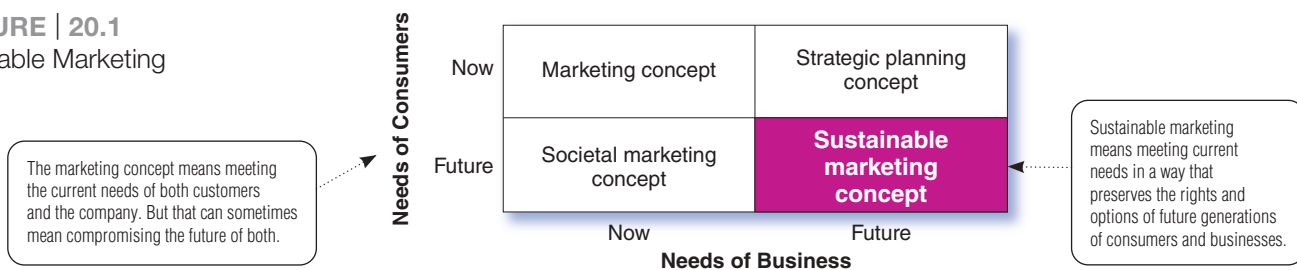 URE | 20.1
able Marketing
Needs of Consumers
Now
Marketing concept
Strategic planning
concept
Future
Societal marketing
concept
Sustainable
marketing
concept
Now
Future
Needs of Business
The marketing concept means meeting
the current needs of both customers
and the company. But that can sometimes
mean compromising the future of both.
Sustainable marketing
means meeting current
needs in a way that
preserves the rights and
options of future generations
of consumers and businesses.